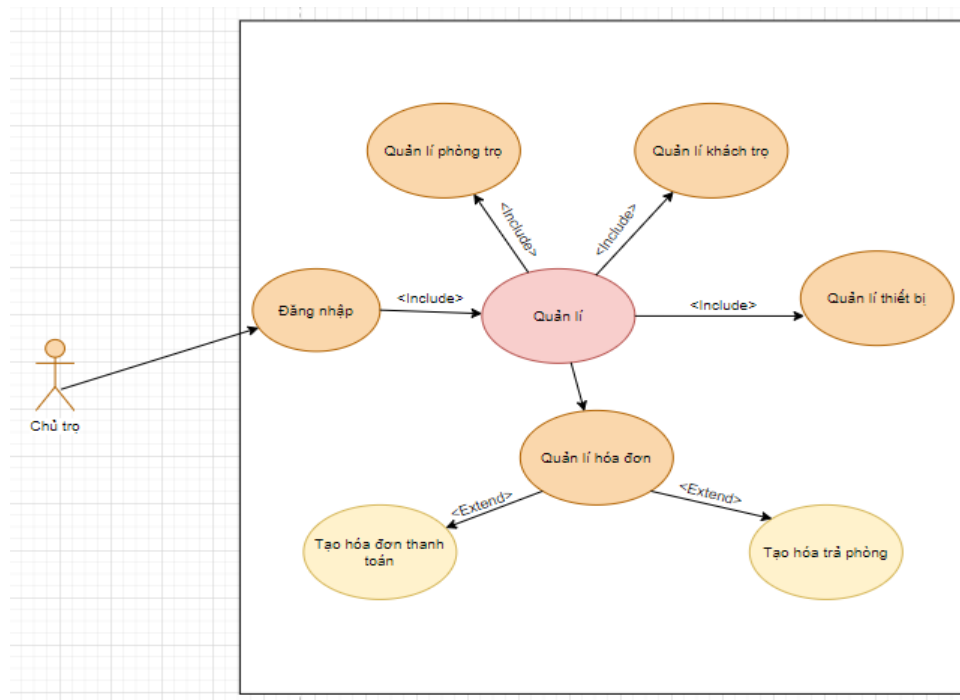 Quản lí phòng trọ
Quản lí khách trọ
<Include>
<Include>
Đăng nhập
<Include>
Quản lí
<Include>
Quản lí thiết bị
Chủ trọ
Quản lí hóa đơn
<Extend>
<Extend>
Tạo hóa đơn thanh
toán
Tạo hóa trả phòng